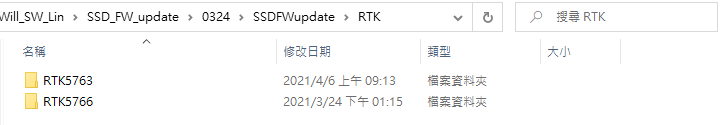 Will_SW_Lin > SSD_FW_update > 0324 > SSDFWupdate > RTK
搜尋 RTK
名稱 修改日期 類型 大小
RTK5763 2021/4/6 上午 09:13 檔案資料夾
RTK5766 2021/3/24 下午 01:15 檔案資料夾